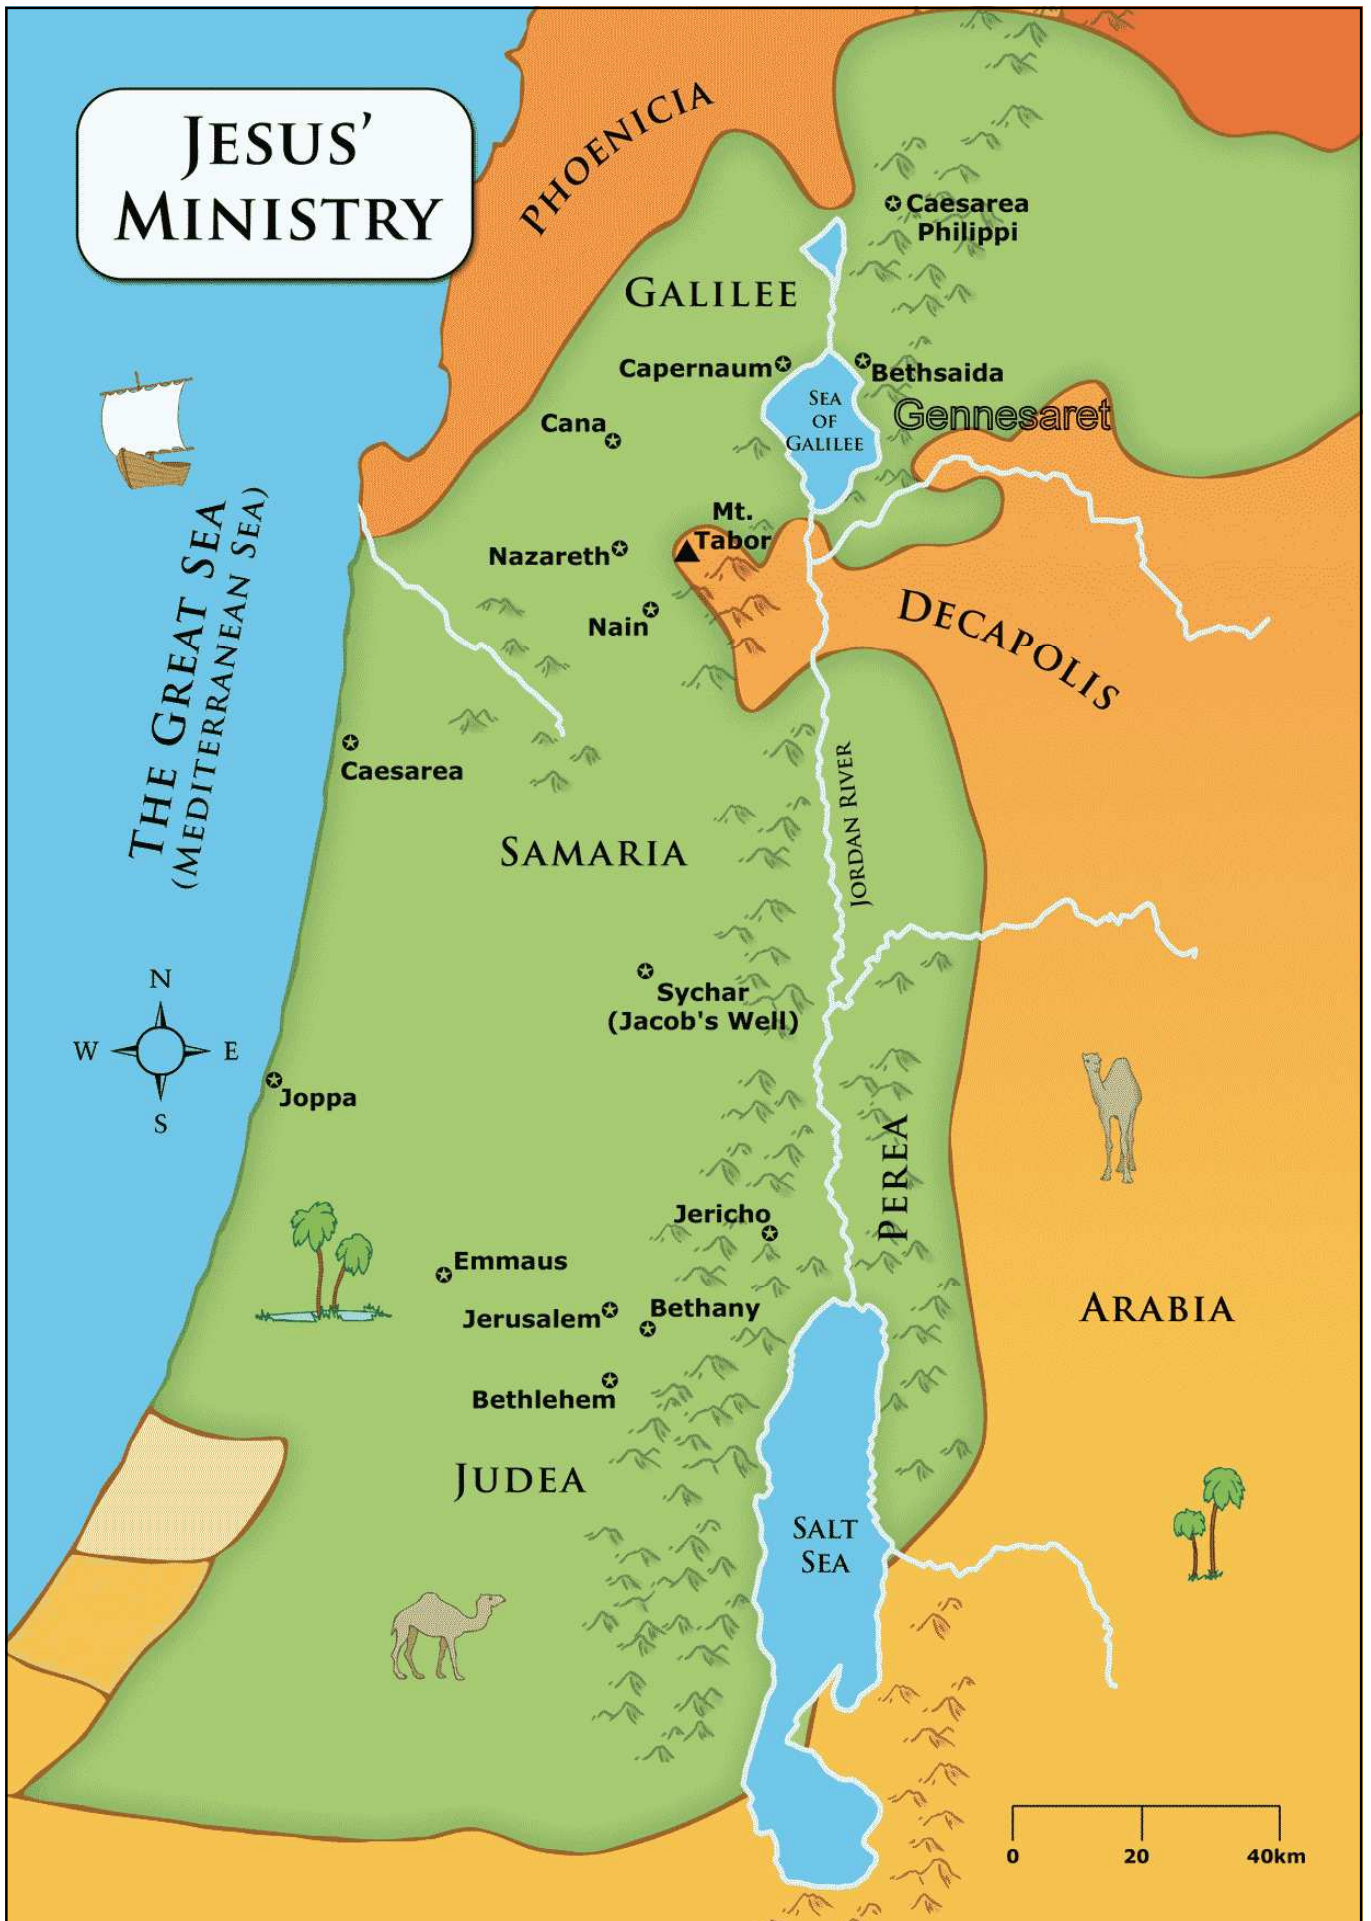 JESUS'
MINISTRY
PHOENICIA
Caesarea
Philippi
GALILEE
Capernaum
Bethsaida
SEA
OF
GALILEE
Gennesaret
Cana
Mt.
Tabor
Nazareth
Nain
DECAPOLIS
THE GREAT SEA
(MEDITERRANEAN SEA)
Caesarea
JORDAN RIVER
SAMARIA
Sychar
(Jacob's Well)
N
W
E
S
Joppa
PEREA
Jericho
Emmaus
Jerusalem
Bethany
ARABIA
Bethlehem
JUDEA
SALT
SEA
0 20 40km